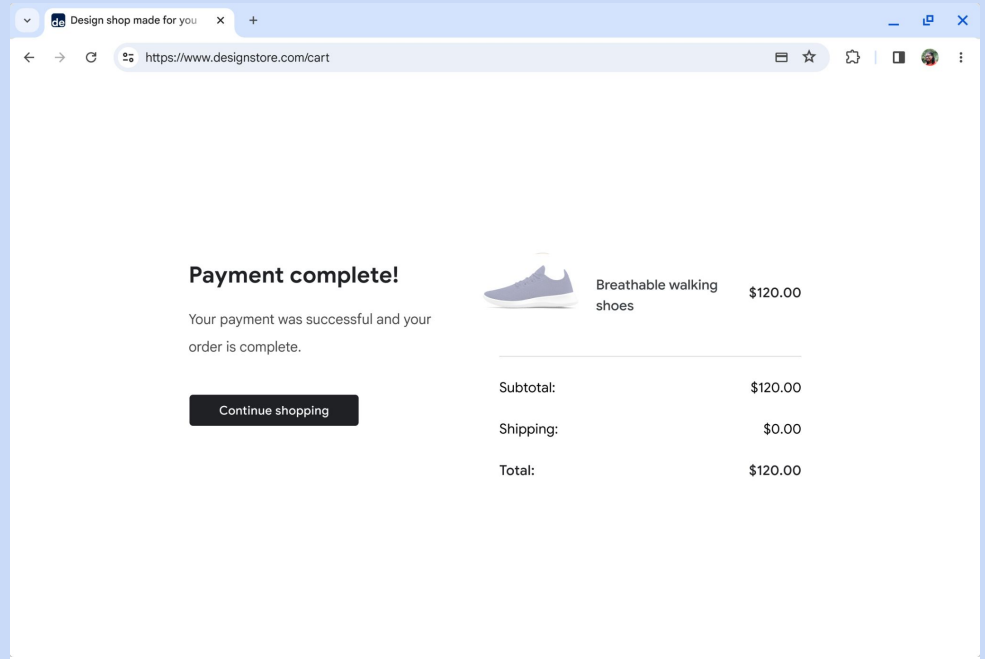 de Design shop made for you
https://www.designstore.com/cart
Payment complete!
Your payment was successful and your
order is complete.
Continue shopping
Breathable walking
shoes
$120.00
Subtotal: $120.00
Shipping: $0.00
Total: $120.00